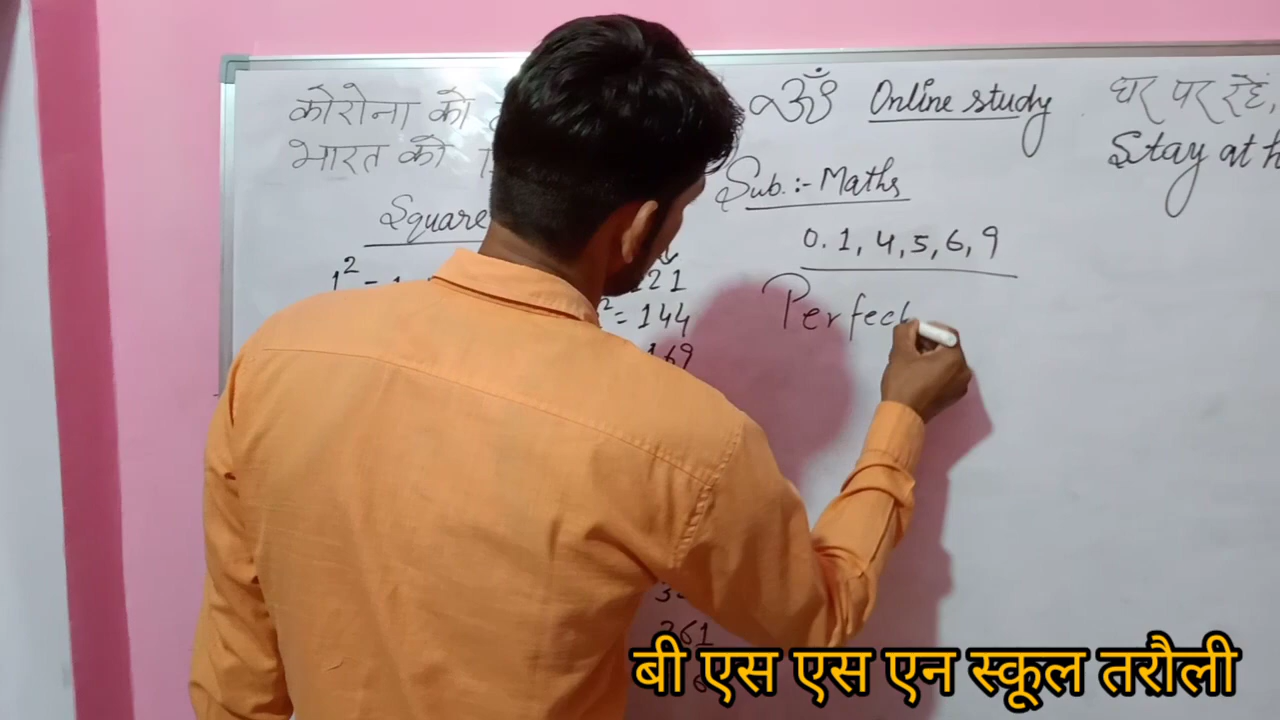 कोरोना को
भारत को
ॐ
Online study
घर पर रहें,
Stay at
Sub. :- Maths
Square
0. 1, 4, 5, 6, 9
1² =
121
² = 144
169
Perfect
361
बी एस एस एन स्कूल तरौली